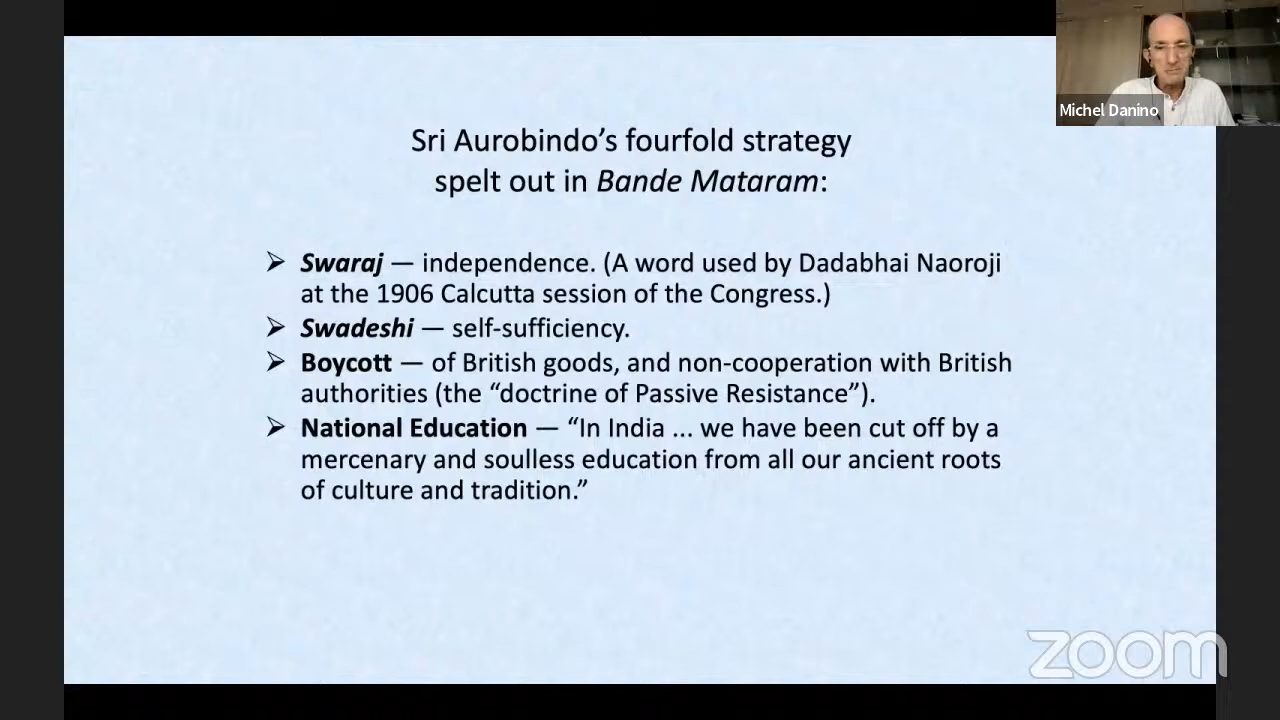 Michel Danino
Sri Aurobindo’s fourfold strategy
spelt out in Bande Mataram:
➢ Swaraj — independence. (A word used by Dadabhai Naoroji
at the 1906 Calcutta session of the Congress.)
➢ Swadeshi — self-sufficiency.
➢ Boycott — of British goods, and non-cooperation with British
authorities (the “doctrine of Passive Resistance”).
➢ National Education — “In India ... we have been cut off by a
mercenary and soulless education from all our ancient roots
of culture and tradition.”
zoom